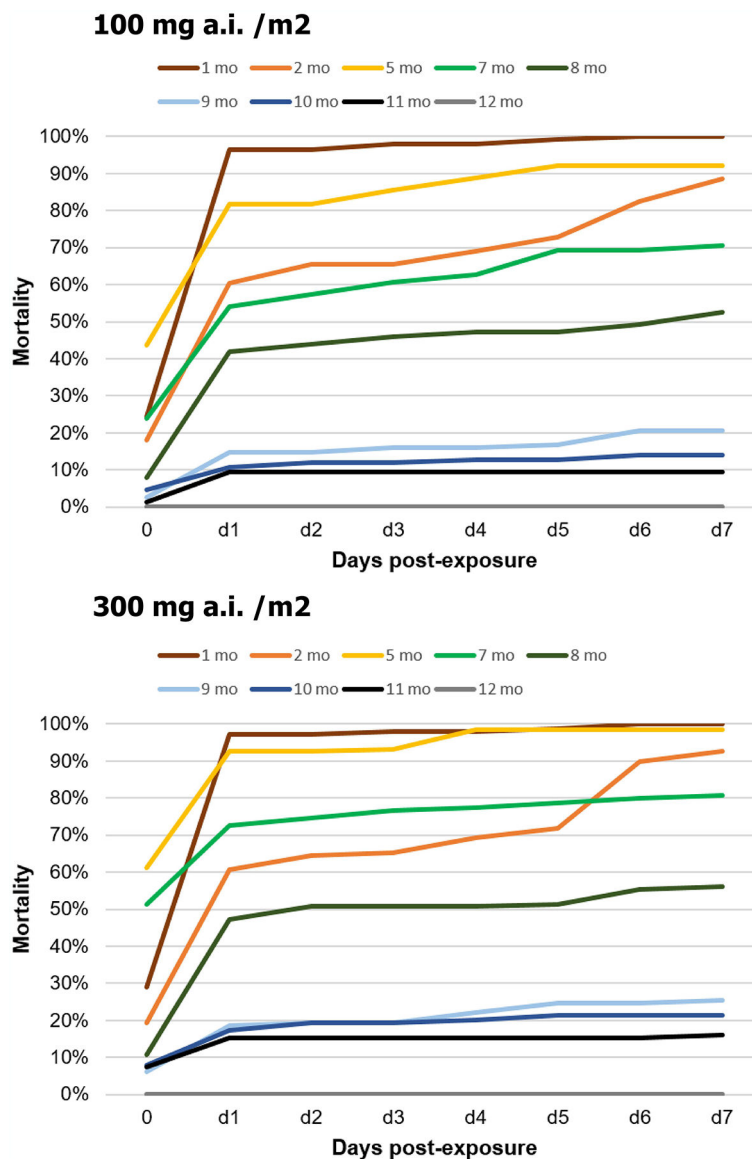 100 mg a.i. /m2
1 mo 2 mo 5 mo 7 mo 8 mo
9 mo 10 mo 11 mo 12 mo
100%
90%
80%
70%
60%
50%
40%
30%
20%
10%
0%
Mortality
0 d1 d2 d3 d4 d5 d6 d7
Days post-exposure
300 mg a.i. /m2
1 mo 2 mo 5 mo 7 mo 8 mo
9 mo 10 mo 11 mo 12 mo
100%
90%
80%
70%
60%
50%
40%
30%
20%
10%
0%
Mortality
0 d1 d2 d3 d4 d5 d6 d7
Days post-exposure